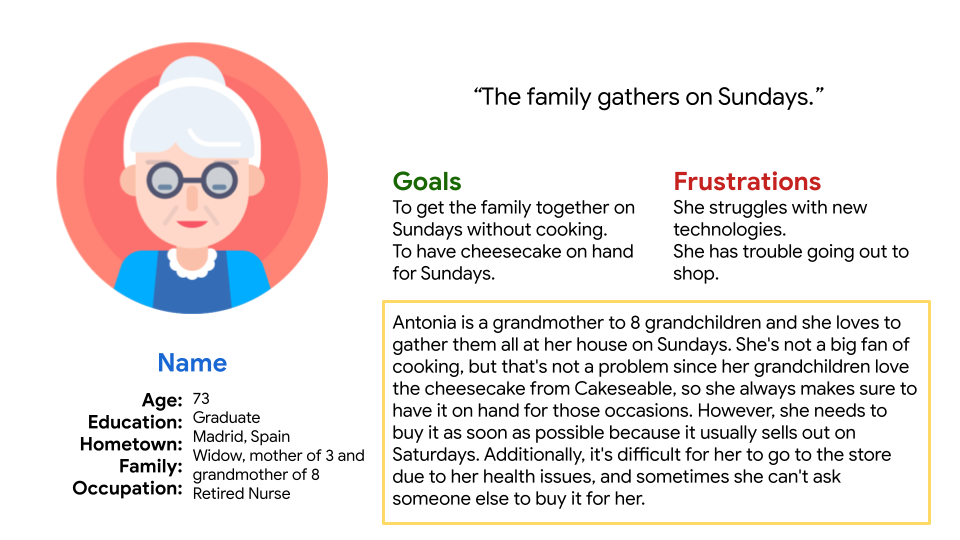 “The family gathers on Sundays.”
Goals
To get the family together on
Sundays without cooking.
To have cheesecake on hand
for Sundays.
Frustrations
She struggles with new
technologies.
She has trouble going out to
shop.
Antonia is a grandmother to 8 grandchildren and she loves to
gather them all at her house on Sundays. She's not a big fan of
cooking, but that's not a problem since her grandchildren love
the cheesecake from Cakeseable, so she always makes sure to
have it on hand for those occasions. However, she needs to
buy it as soon as possible because it usually sells out on
Saturdays. Additionally, it's difficult for her to go to the store
due to her health issues, and sometimes she can't ask
someone else to buy it for her.
Name
Age: 73
Education: Graduate
Hometown: Madrid, Spain
Family: Widow, mother of 3 and
grandmother of 8
Occupation: Retired Nurse